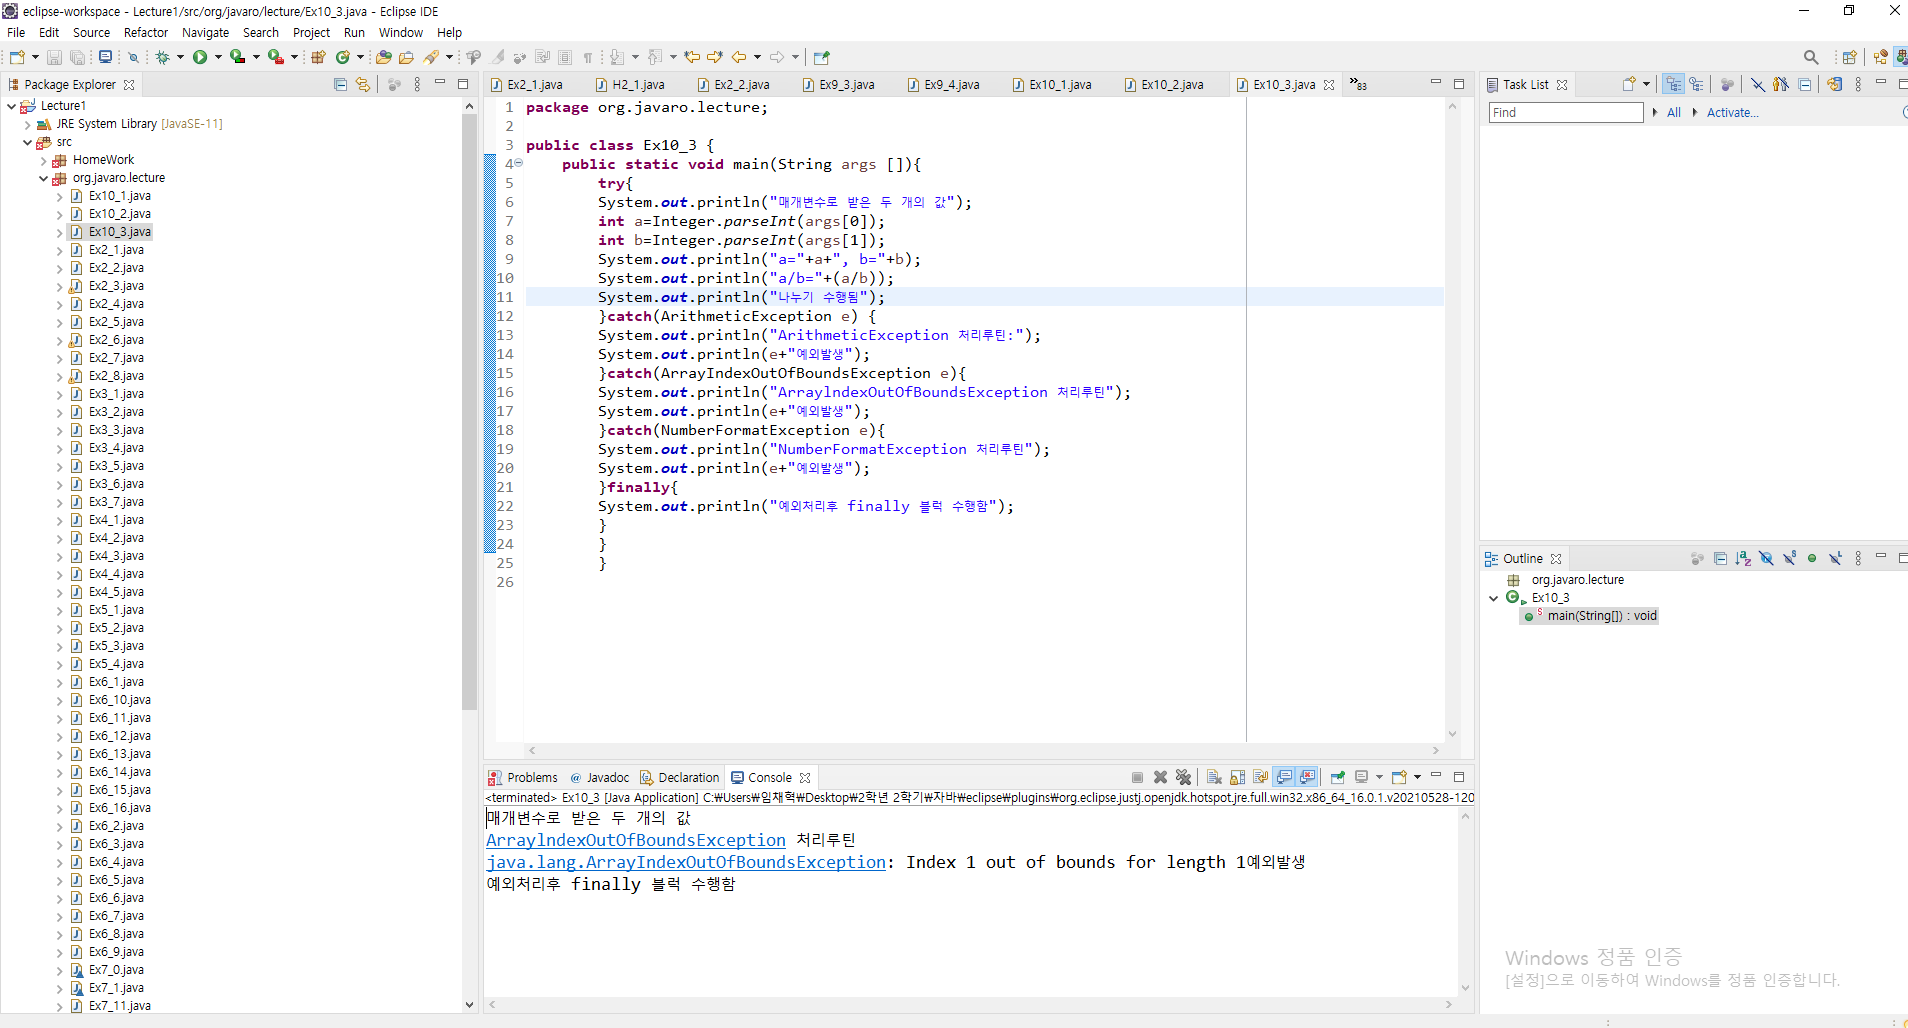 eclipse-workspace - Lecture1/src/org/javaro/lecture/Ex10_3.java - Eclipse IDE
File Edit Source Refactor Navigate Search Project Run Window Help
Package Explorer
Lecture1
JRE System Library [JavaSE-11]
src
HomeWork
org.javaro.lecture
Ex10_1.java
Ex10_2.java
Ex10_3.java
Ex2_1.java
Ex2_2.java
Ex2_3.java
Ex2_4.java
Ex2_5.java
Ex2_6.java
Ex2_7.java
Ex2_8.java
Ex3_1.java
Ex3_2.java
Ex3_3.java
Ex3_4.java
Ex3_5.java
Ex3_6.java
Ex3_7.java
Ex4_1.java
Ex4_2.java
Ex4_3.java
Ex4_4.java
Ex4_5.java
Ex5_1.java
Ex5_2.java
Ex5_3.java
Ex5_4.java
Ex6_1.java
Ex6_10.java
Ex6_11.java
Ex6_12.java
Ex6_13.java
Ex6_14.java
Ex6_15.java
Ex6_16.java
Ex6_2.java
Ex6_3.java
Ex6_4.java
Ex6_5.java
Ex6_6.java
Ex6_7.java
Ex6_8.java
Ex6_9.java
Ex7_0.java
Ex7_1.java
Ex7_11.java
Ex2_1.java H2_1.java Ex2_2.java Ex9_3.java Ex9_4.java Ex10_1.java Ex10_2.java Ex10_3.java »83
1 package org.javaro.lecture;
2
3 public class Ex10_3 {
4 public static void main(String args []){
5 try{
6 System.out.println("매개변수로 받은 두 개의 값");
7 int a=Integer.parseInt(args[0]);
8 int b=Integer.parseInt(args[1]);
9 System.out.println("a="+a+", b="+b);
10 System.out.println("a/b="+(a/b));
11 System.out.println("나누기 수행됨");
12 }catch(ArithmeticException e) {
13 System.out.println("ArithmeticException 처리루틴:");
14 System.out.println(e+"예외발생");
15 }catch(ArrayIndexOutOfBoundsException e){
16 System.out.println("ArraylndexOutOfBoundsException 처리루틴");
17 System.out.println(e+"예외발생");
18 }catch(NumberFormatException e){
19 System.out.println("NumberFormatException 처리루틴");
20 System.out.println(e+"예외발생");
21 }finally{
22 System.out.println("예외처리후 finally 블럭 수행함");
23 }
24 }
25 }
26
Problems Javadoc Declaration Console
<terminated> Ex10_3 [Java Application] C:₩Users₩임채혁₩Desktop₩2학년 2학기₩자바₩eclipse₩plugins₩org.eclipse.justj.openjdk.hotspot.jre.full.win32.x86_64_16.0.1.v20210528-120
매개변수로 받은 두 개의 값
ArraylndexOutOfBoundsException 처리루틴
java.lang.ArrayIndexOutOfBoundsException: Index 1 out of bounds for length 1예외발생
예외처리후 finally 블럭 수행함
Task List
Find All Activate...
Outline
org.javaro.lecture
Ex10_3
main(String[]) : void
Windows 정품 인증
[설정]으로 이동하여 Windows를 정품 인증합니다.